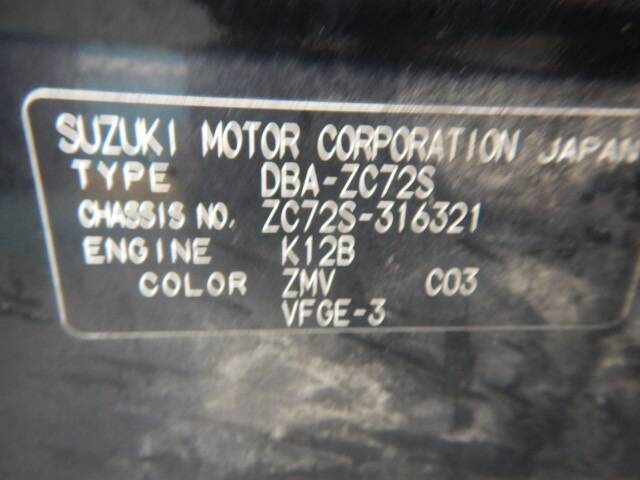 SUZUKI MOTOR CORPORATION JAPAN
TYPE DBA-ZC72S
CHASSIS NO. ZC72S-316321
ENGINE K12B
COLOR ZMV C03
VFGE-3